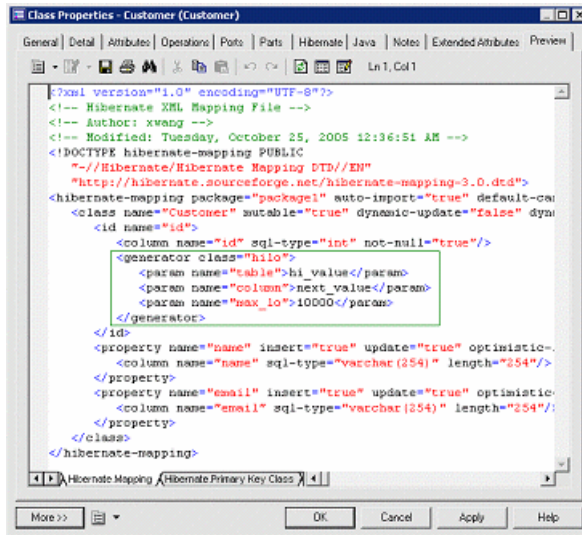 Class Properties - Customer (Customer)
General Detail Attributes Operations Ports Parts Hibernate Java Notes Extended Attributes Preview
Ln 1, Col 1
<?xml version="1.0" encoding="UTF-8"?>
<!-- Hibernate XML Mapping File -->
<!-- Author: xwang -->
<!-- Modified: Tuesday, October 25, 2005 12:36:51 AM -->
<!DOCTYPE hibernate-mapping PUBLIC
"-//Hibernate/Hibernate Mapping DTD//EN"
"http://hibernate.sourceforge.net/hibernate-mapping-3.0.dtd">
<hibernate-mapping package="package1" auto-import="true" default-cas
<class name="Customer" mutable="true" dynamic-update="false" dyn
<id name="id">
<column name="id" sql-type="int" not-null="true"/>
<generator class="hilo">
<param name="table">hi_value</param>
<param name="column">next_value</param>
<param name="max_lo">10000</param>
</generator>
</id>
<property name="name" insert="true" update="true" optimistic-
<column name="name" sql-type="varchar(254)" length="254"/>
</property>
<property name="email" insert="true" update="true" optimistic-
<column name="email" sql-type="varchar(254)" length="254"/
</property>
</class>
</hibernate-mapping>
Hibernate Mapping Hibernate Primary Key Class
More >> OK Cancel Apply Help